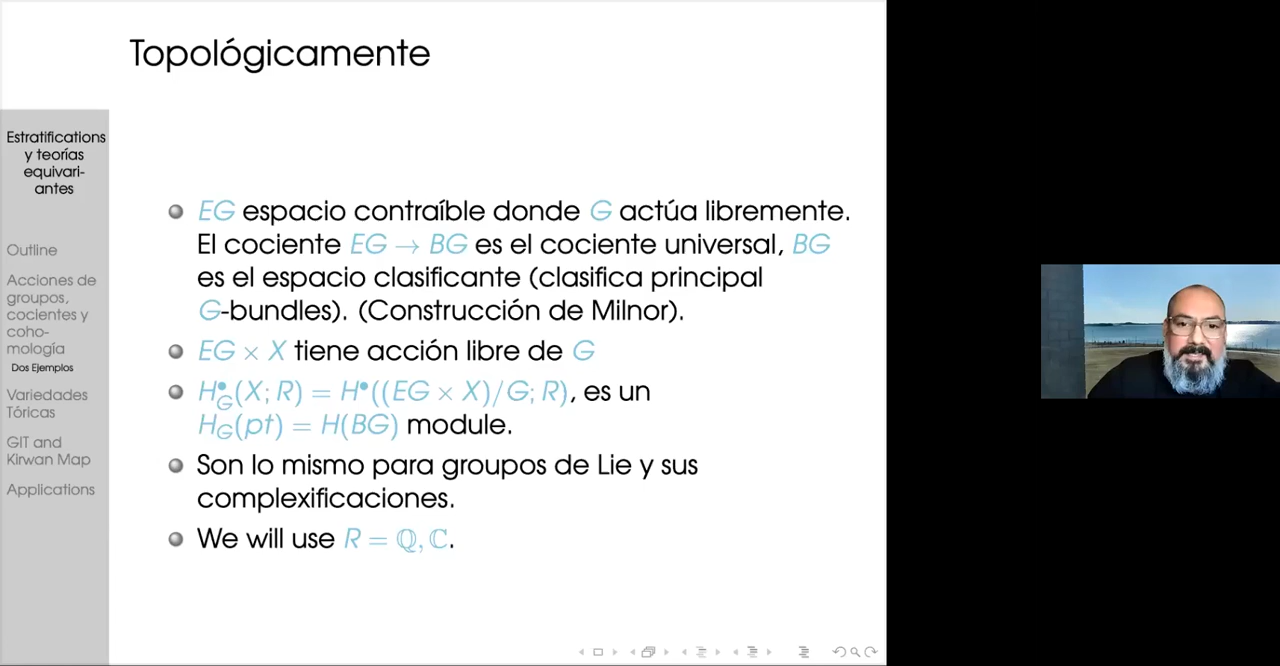 Topológicamente
Estratifications
y teorías
equivari-
antes
Outline
Acciones de
groupos,
cocientes y
coho-
mología
Dos Ejemplos
Variedades
Tóricas
GIT and
Kirwan Map
Applications
EG espacio contraíble donde G actúa libremente.
El cociente EG → BG es el cociente universal, BG
es el espacio clasificante (clasifica principal
G-bundles). (Construcción de Milnor).
EG × X tiene acción libre de G
H•G(X; R) = H•((EG × X)/G; R), es un
HG(pt) = H(BG) module.
Son lo mismo para groupos de Lie y sus
complexificaciones.
We will use R = ℚ, ℂ.